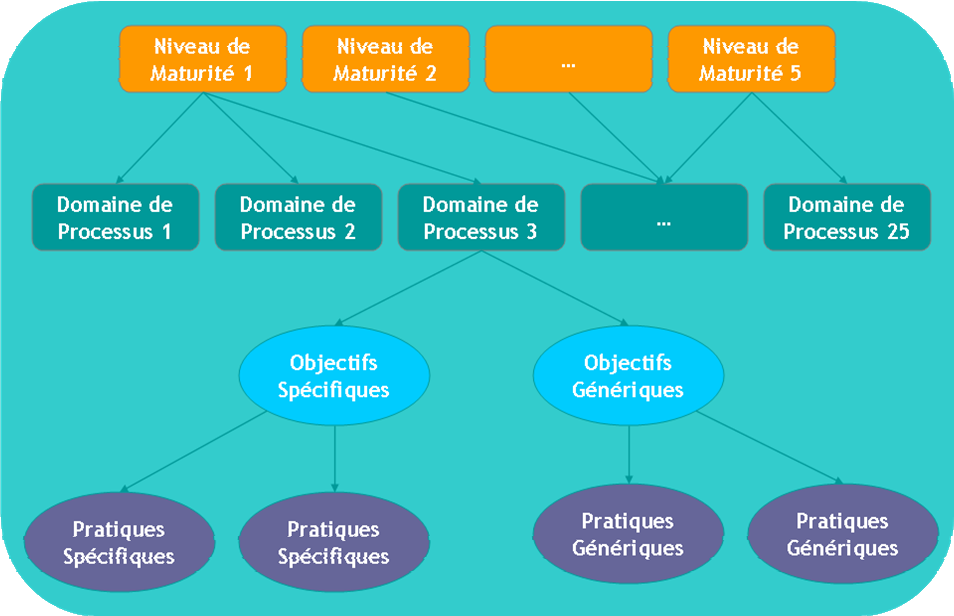 Niveau de
Maturité 1
Niveau de
Maturité 2
...
Niveau de
Maturité 5
Domaine de
Processus 1
Domaine de
Processus 2
Domaine de
Processus 3
...
Domaine de
Processus 25
Objectifs
Spécifiques
Objectifs
Génériques
Pratiques
Spécifiques
Pratiques
Spécifiques
Pratiques
Génériques
Pratiques
Génériques